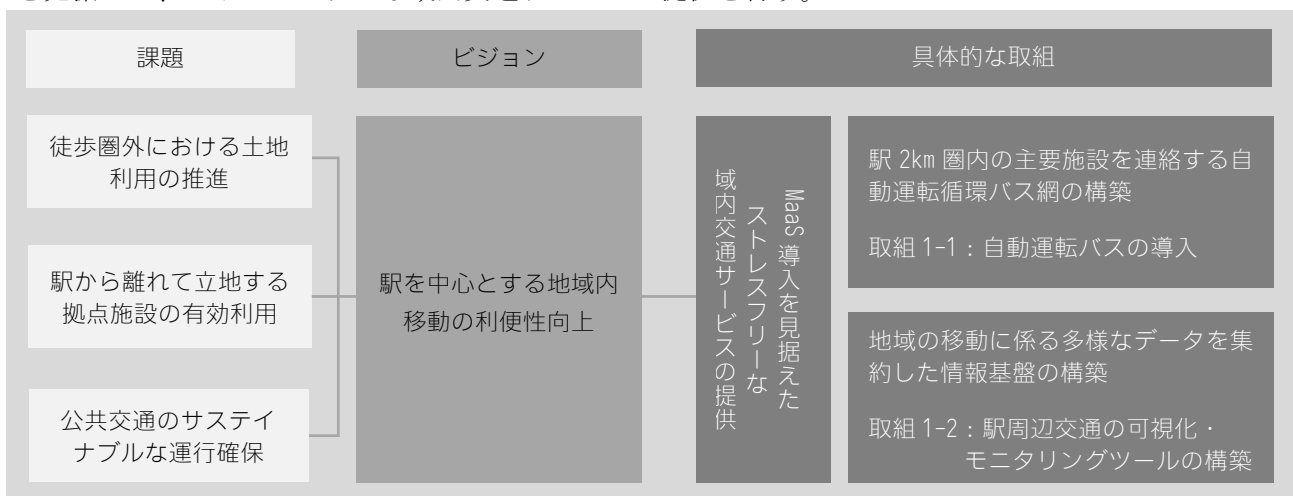 課題
ビジョン
具体的な取組
徒歩圏外における土地
利用の推進
駅から離れて立地する
拠点施設の有効利用
公共交通のサステイ
ナブルな運行確保
駅を中心とする地域内
移動の利便性向上
MaaS 導入を見据えた
ストレスフリーな
域内交通サービスの提供
駅 2km 圏内の主要施設を連絡する自
動運転循環バス網の構築
取組 1-1：自動運転バスの導入
地域の移動に係る多様なデータを集
約した情報基盤の構築
取組 1-2：駅周辺交通の可視化・
モニタリングツールの構築